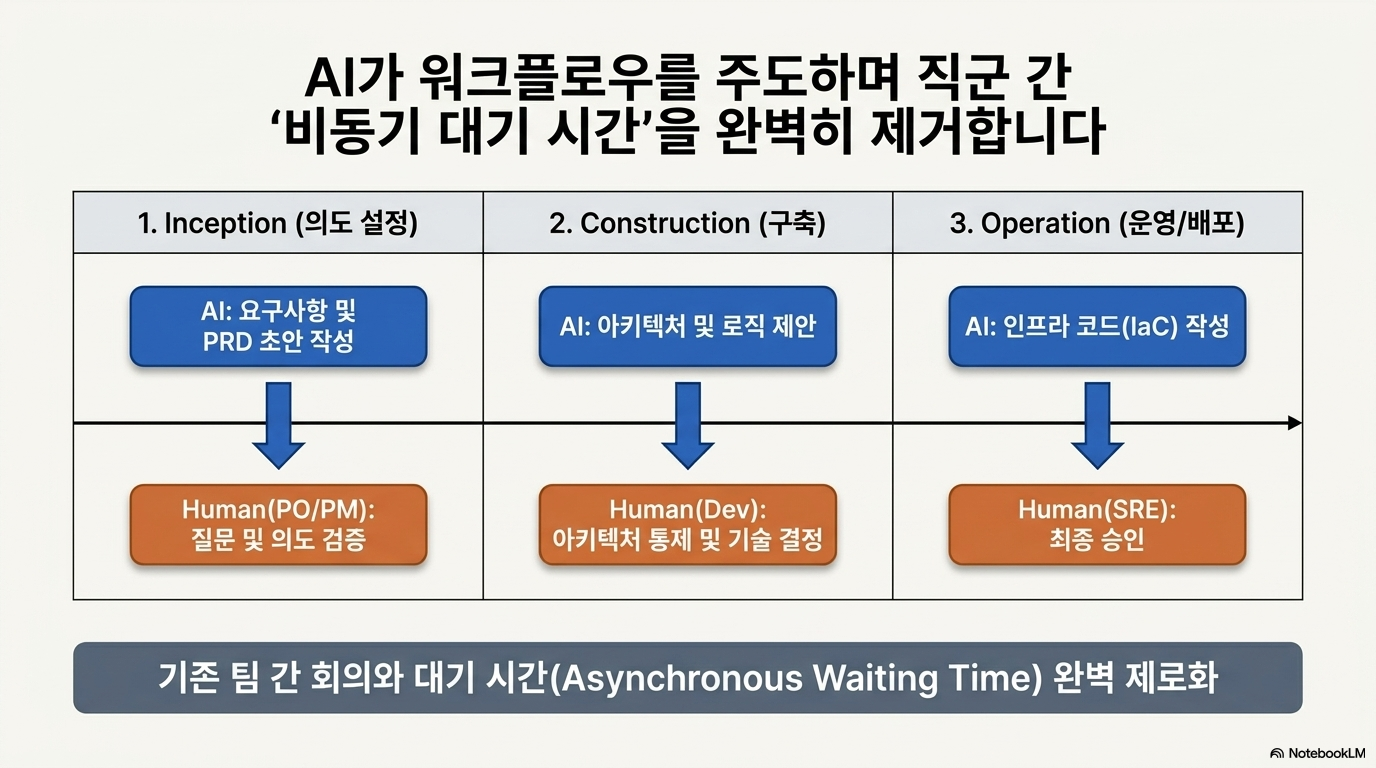 AI가 워크플로우를 주도하며 직군 간
‘비동기 대기 시간’을 완벽히 제거합니다
1. Inception (의도 설정)
2. Construction (구축)
3. Operation (운영/배포)
AI: 요구사항 및
PRD 초안 작성
AI: 아키텍처 및 로직 제안
AI: 인프라 코드(IaC) 작성
Human(PO/PM):
질문 및 의도 검증
Human(Dev):
아키텍처 통제 및 기술 결정
Human(SRE):
최종 승인
기존 팀 간 회의와 대기 시간(Asynchronous Waiting Time) 완벽 제로화
NotebookLM